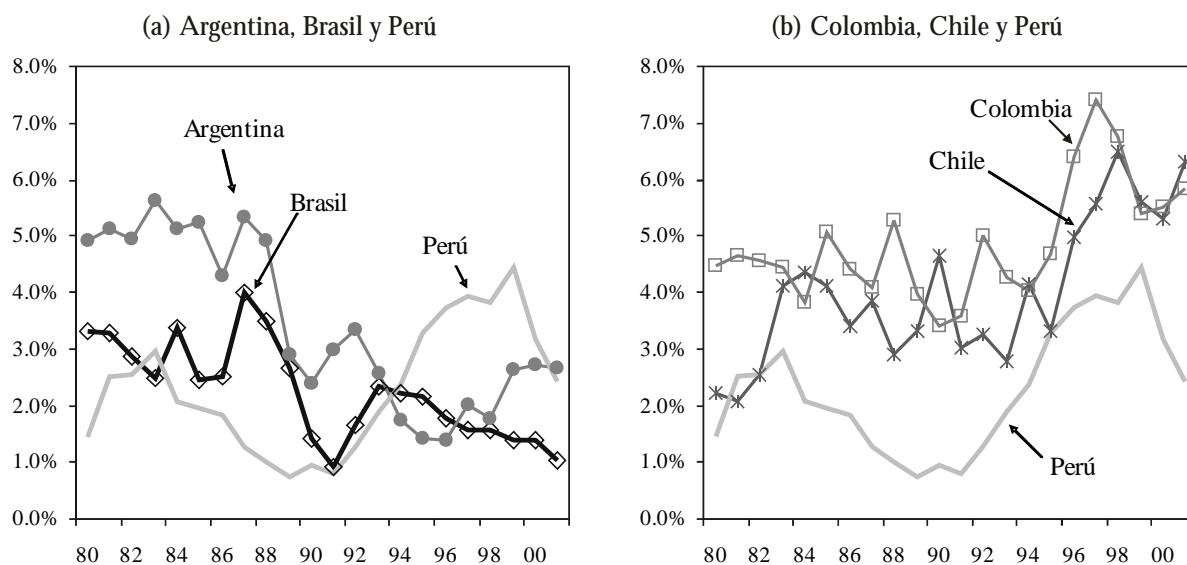 (a) Argentina, Brasil y Perú
8.0%
7.0%
6.0%
5.0%
4.0%
3.0%
2.0%
1.0%
0.0%
Argentina
Brasil
Perú
80 82 84 86 88 90 92 94 96 98 00
(b) Colombia, Chile y Perú
8.0%
7.0%
6.0%
5.0%
4.0%
3.0%
2.0%
1.0%
0.0%
Colombia
Chile
Perú
80 82 84 86 88 90 92 94 96 98 00